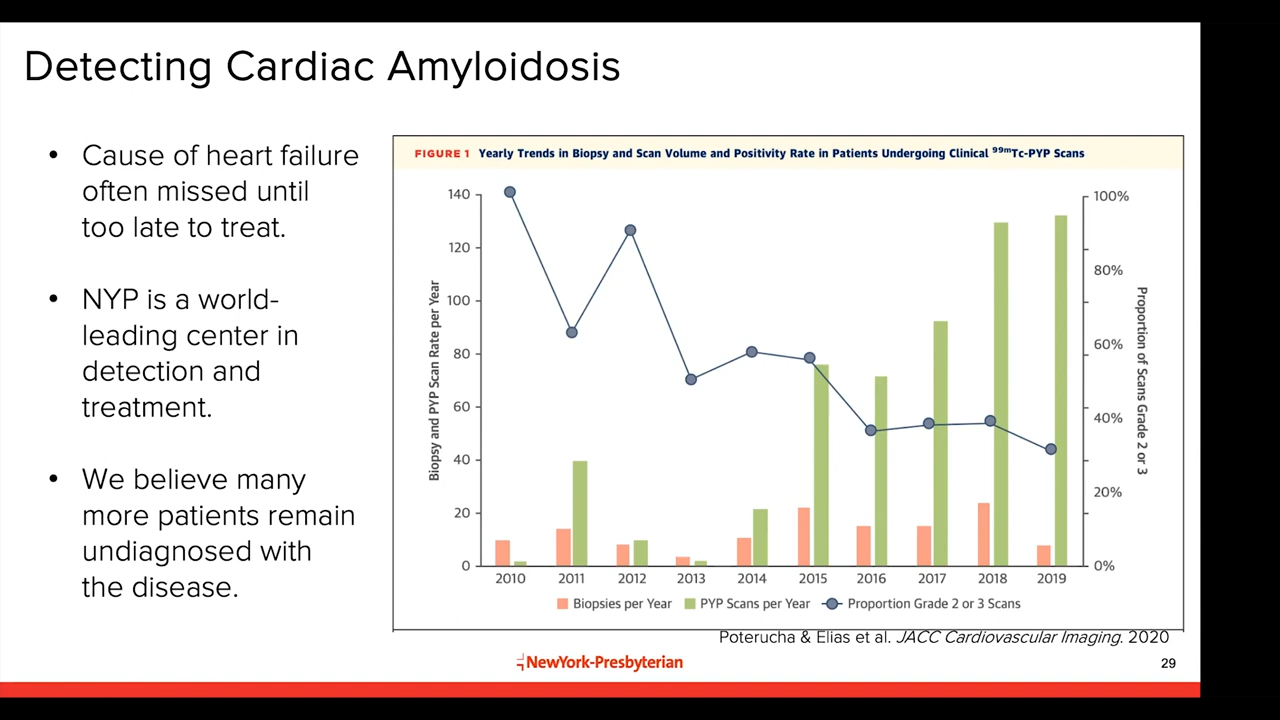 Detecting Cardiac Amyloidosis
• Cause of heart failure
often missed until
too late to treat.
• NYP is a world-
leading center in
detection and
treatment.
• We believe many
more patients remain
undiagnosed with
the disease.
FIGURE 1 Yearly Trends in Biopsy and Scan Volume and Positivity Rate in Patients Undergoing Clinical ⁹⁹ᵐTc-PYP Scans
Biopsy and PYP Scan Rate per Year
140
120
100
80
60
40
20
0
100%
80%
60%
40%
20%
0%
Proportion of Scans Grade 2 or 3
2010 2011 2012 2013 2014 2015 2016 2017 2018 2019
Biopsies per Year PYP Scans per Year Proportion Grade 2 or 3 Scans
Poterucha & Elias et al. JACC Cardiovascular Imaging. 2020
NewYork-Presbyterian
29